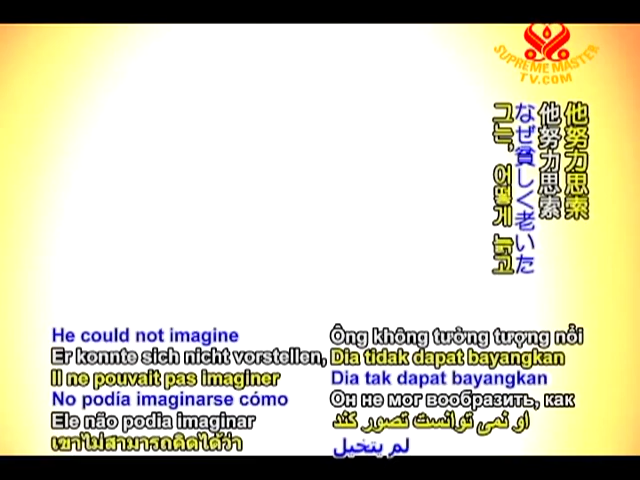 SUPREME MASTER
TV.COM
他努力思索
他努力思索
なぜ貧しく老いた
그는, 어떻게 늙고
He could not imagine
Er konnte sich nicht vorstellen,
Il ne pouvait pas imaginer
No podía imaginarse cómo
Ele não podia imaginar
เขาไม่สามารถคิดได้ว่า
Ông không tưởng tượng nổi
Dia tidak dapat bayangkan
Dia tak dapat bayangkan
Он не мог вообразить, как
او نمی توانست تصور کند
لم يتخيل